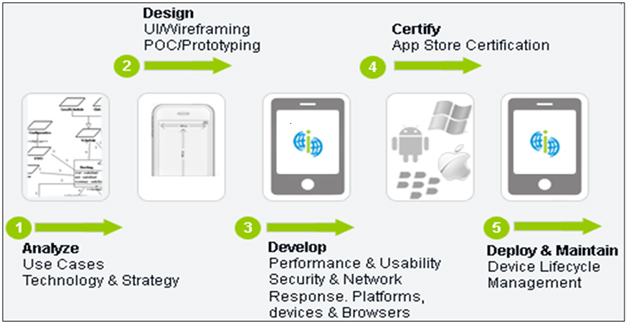 Design
UI/Wireframing
POC/Prototyping
2
Certify
App Store Certification
4
1
Analyze
Use Cases
Technology & Strategy
3
Develop
Performance & Usability
Security & Network
Response. Platforms,
devices & Browsers
5
Deploy & Maintain
Device Lifecycle
Management